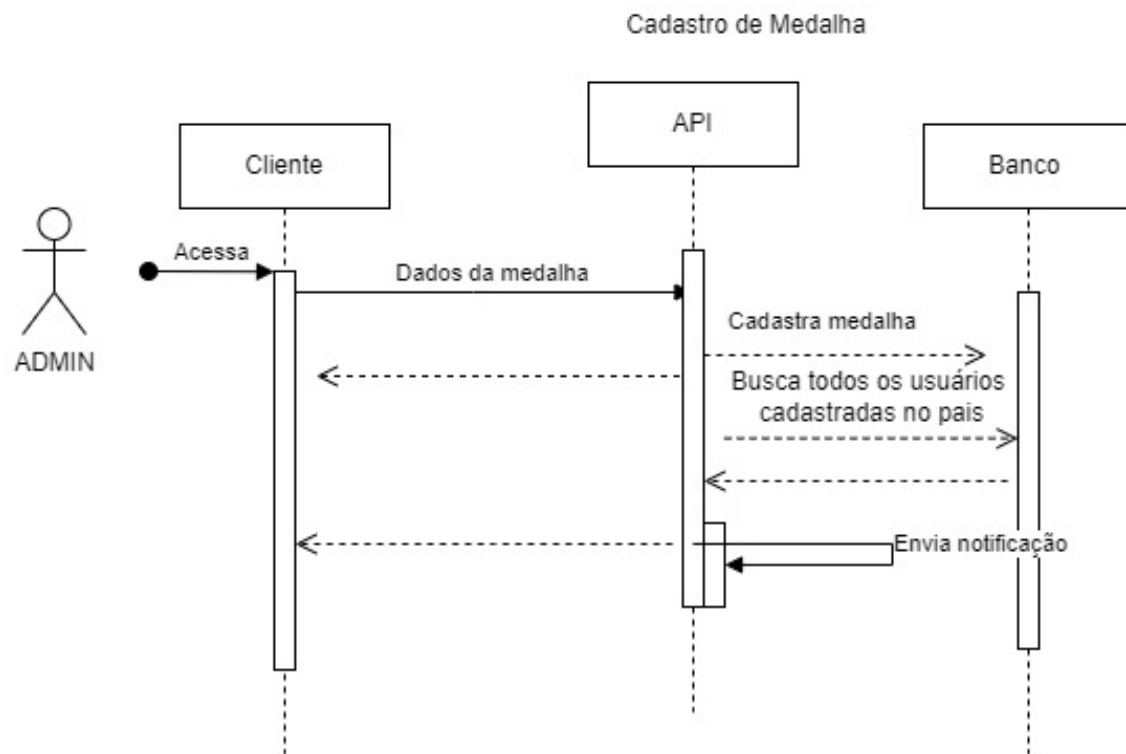 Cadastro de Medalha
API
Cliente
Banco
Acessa
Dados da medalha
ADMIN
Cadastra medalha
Busca todos os usuários
cadastradas no pais
Envia notificação